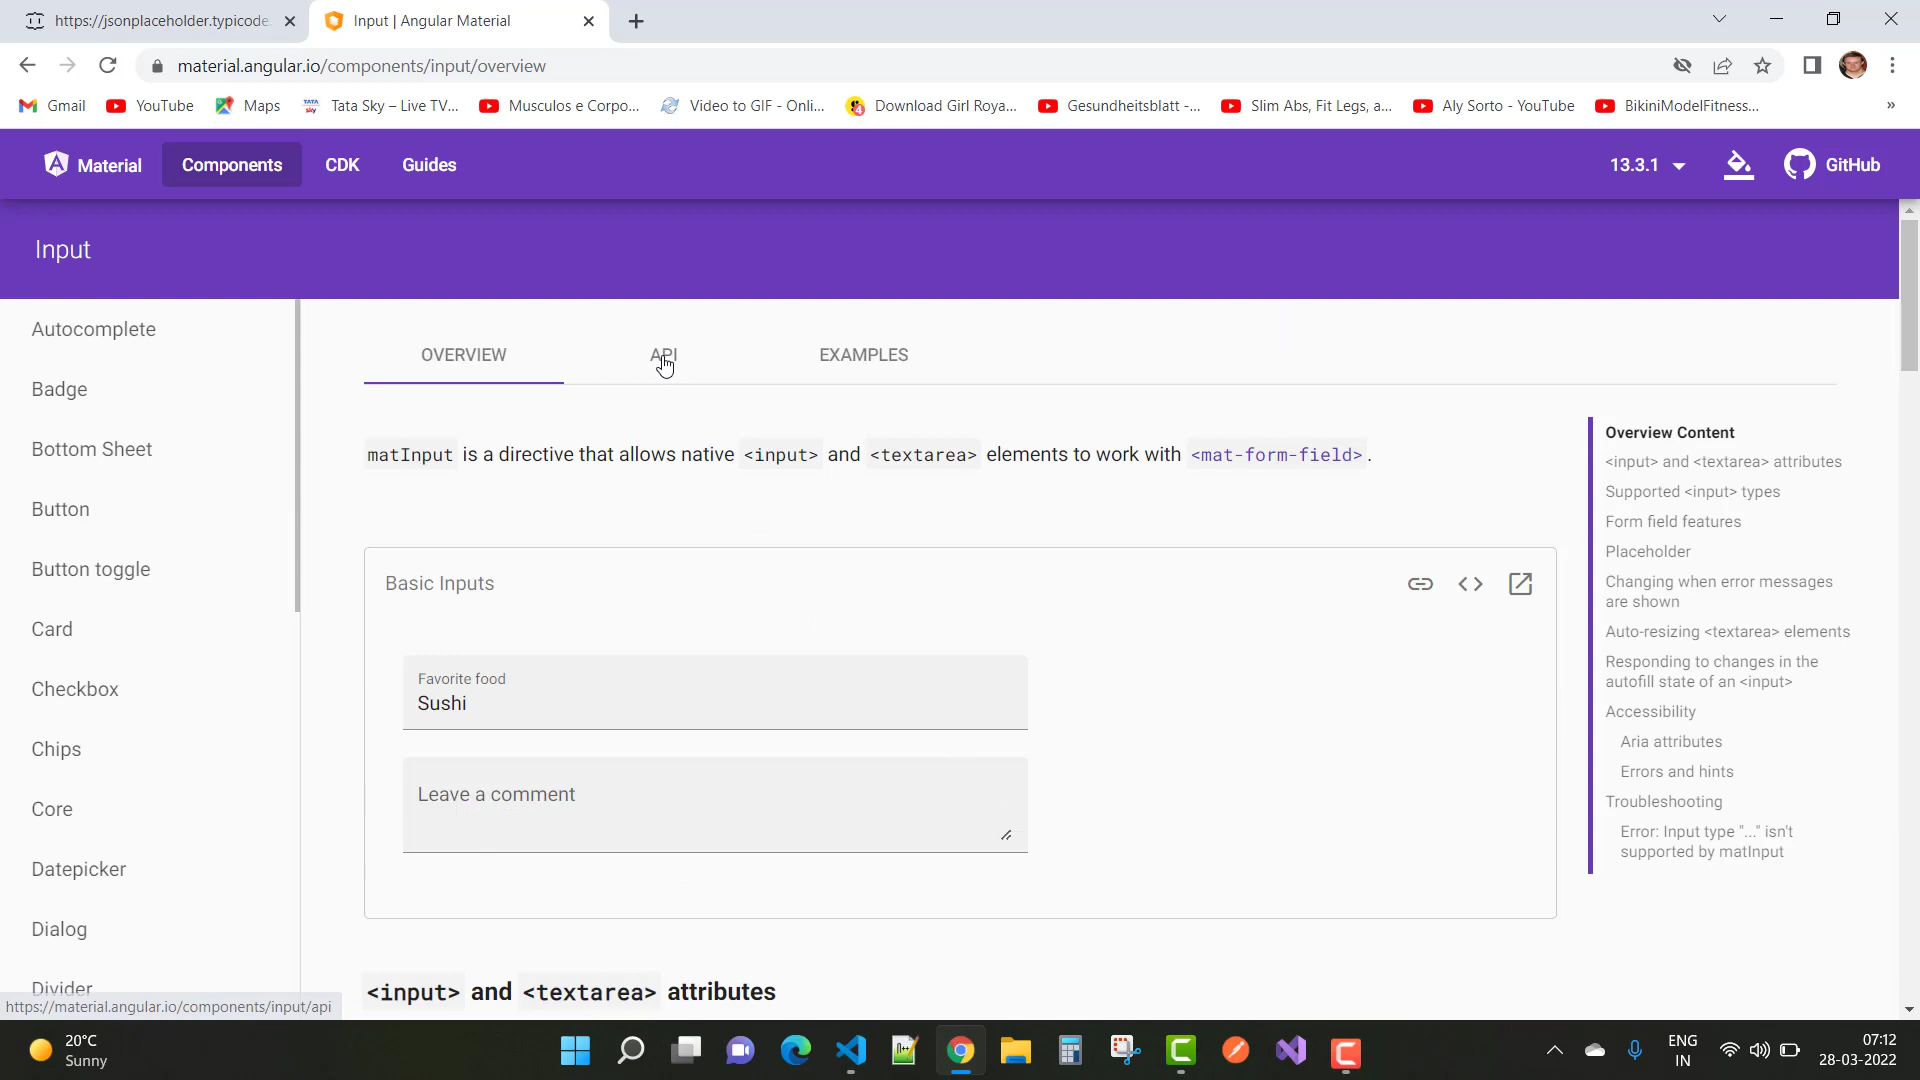 https://jsonplaceholder.typicode
Input | Angular Material
material.angular.io/components/input/overview
Gmail
YouTube
Maps
Tata Sky – Live TV...
Musculos e Corpo...
Video to GIF - Onli...
Download Girl Roya...
Gesundheitsblatt -...
Slim Abs, Fit Legs, a...
Aly Sorto - YouTube
BikiniModelFitness...
»
Material
Components
CDK
Guides
13.3.1
GitHub
Input
Autocomplete
Badge
Bottom Sheet
Button
Button toggle
Card
Checkbox
Chips
Core
Datepicker
Dialog
Divider
OVERVIEW
API
EXAMPLES
matInput is a directive that allows native <input> and <textarea> elements to work with <mat-form-field>.
Basic Inputs
Favorite food
Sushi
Leave a comment
<input> and <textarea> attributes
Overview Content
<input> and <textarea> attributes
Supported <input> types
Form field features
Placeholder
Changing when error messages
are shown
Auto-resizing <textarea> elements
Responding to changes in the
autofill state of an <input>
Accessibility
Aria attributes
Errors and hints
Troubleshooting
Error: Input type "..." isn't
supported by matInput
https://material.angular.io/components/input/api
20°C
Sunny
ENG
IN
07:12
28-03-2022